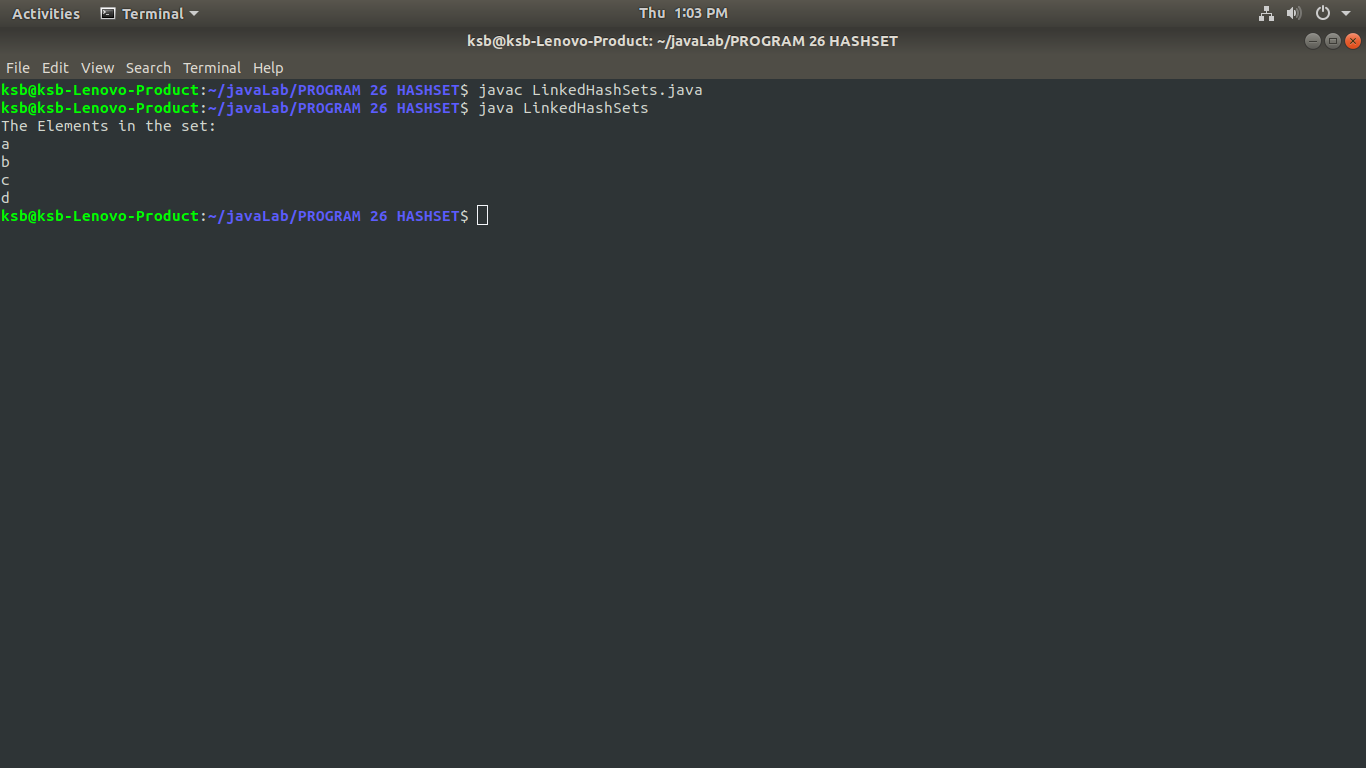 Activities Terminal Thu 1:03 PM
ksb@ksb-Lenovo-Product: ~/javaLab/PROGRAM 26 HASHSET
File Edit View Search Terminal Help
ksb@ksb-Lenovo-Product:~/javaLab/PROGRAM 26 HASHSET$ javac LinkedHashSets.java
ksb@ksb-Lenovo-Product:~/javaLab/PROGRAM 26 HASHSET$ java LinkedHashSets
The Elements in the set:
a
b
c
d
ksb@ksb-Lenovo-Product:~/javaLab/PROGRAM 26 HASHSET$